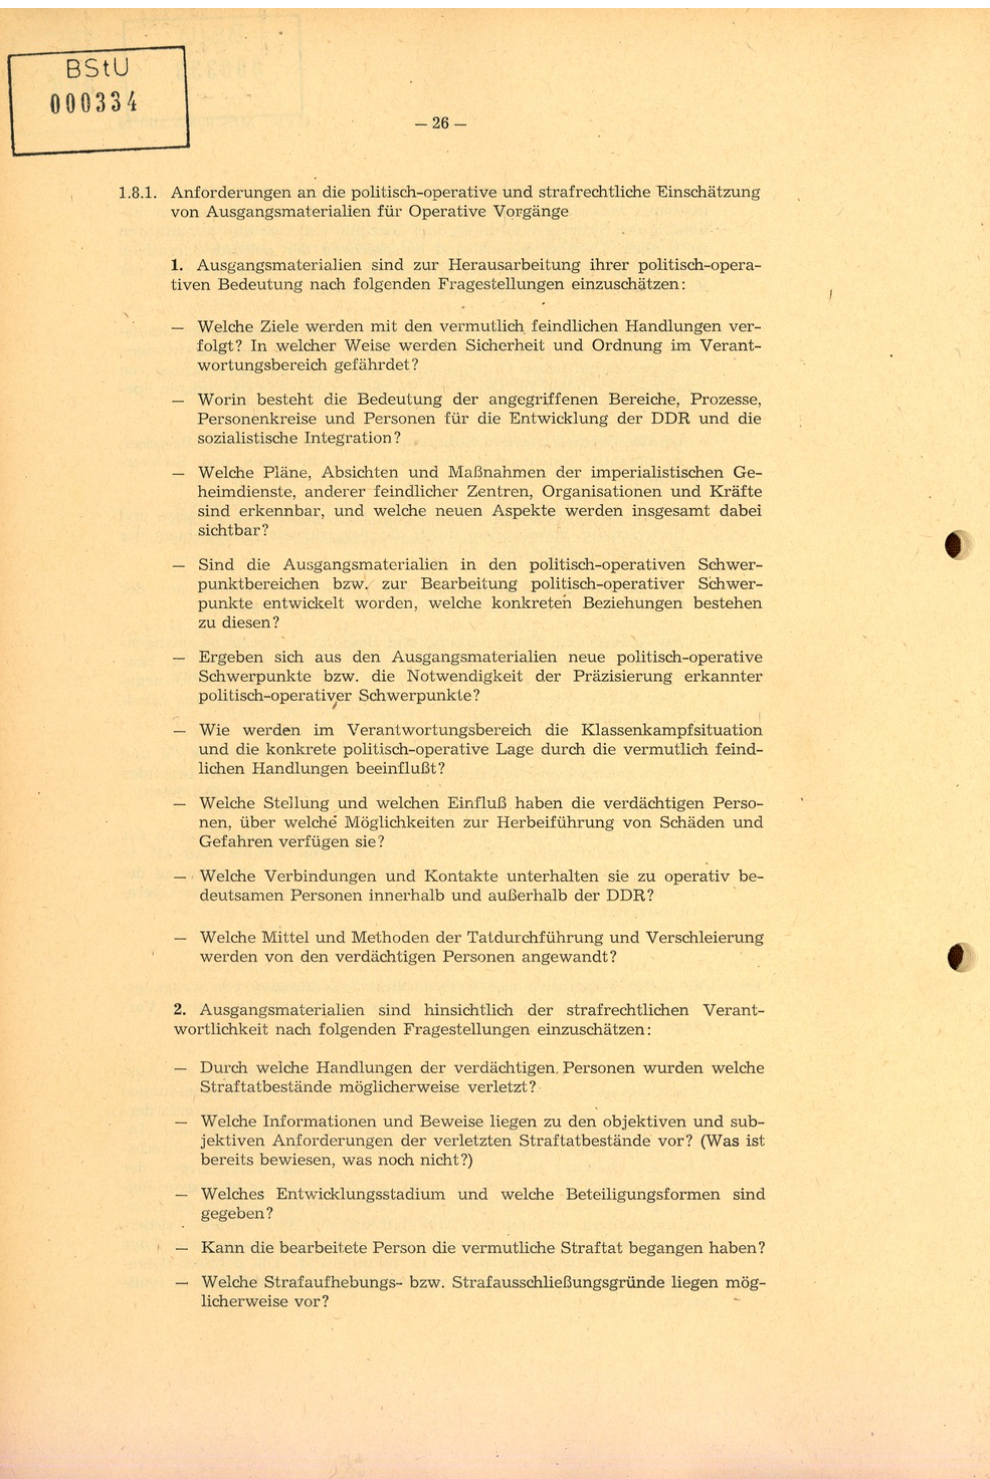 BStU
000334
— 26 —
1.8.1. Anforderungen an die politisch-operative und strafrechtliche Einschätzung
von Ausgangsmaterialien für Operative Vorgänge
1. Ausgangsmaterialien sind zur Herausarbeitung ihrer politisch-opera-
tiven Bedeutung nach folgenden Fragestellungen einzuschätzen:
— Welche Ziele werden mit den vermutlich feindlichen Handlungen ver-
folgt? In welcher Weise werden Sicherheit und Ordnung im Verant-
wortungsbereich gefährdet?
— Worin besteht die Bedeutung der angegriffenen Bereiche, Prozesse,
Personenkreise und Personen für die Entwicklung der DDR und die
sozialistische Integration?
— Welche Pläne, Absichten und Maßnahmen der imperialistischen Ge-
heimdienste, anderer feindlicher Zentren, Organisationen und Kräfte
sind erkennbar, und welche neuen Aspekte werden insgesamt dabei
sichtbar?
— Sind die Ausgangsmaterialien in den politisch-operativen Schwer-
punktbereichen bzw. zur Bearbeitung politisch-operativer Schwer-
punkte entwickelt worden, welche konkreten Beziehungen bestehen
zu diesen?
— Ergeben sich aus den Ausgangsmaterialien neue politisch-operative
Schwerpunkte bzw. die Notwendigkeit der Präzisierung erkannter
politisch-operativer Schwerpunkte?
— Wie werden im Verantwortungsbereich die Klassenkampfsituation
und die konkrete politisch-operative Lage durch die vermutlich feind-
lichen Handlungen beeinflußt?
— Welche Stellung und welchen Einfluß haben die verdächtigen Perso-
nen, über welche Möglichkeiten zur Herbeiführung von Schäden und
Gefahren verfügen sie?
— Welche Verbindungen und Kontakte unterhalten sie zu operativ be-
deutsamen Personen innerhalb und außerhalb der DDR?
— Welche Mittel und Methoden der Tatdurchführung und Verschleierung
werden von den verdächtigen Personen angewandt?
2. Ausgangsmaterialien sind hinsichtlich der strafrechtlichen Verant-
wortlichkeit nach folgenden Fragestellungen einzuschätzen:
— Durch welche Handlungen der verdächtigen Personen wurden welche
Straftatbestände möglicherweise verletzt?
— Welche Informationen und Beweise liegen zu den objektiven und sub-
jektiven Anforderungen der verletzten Straftatbestände vor? (Was ist
bereits bewiesen, was noch nicht?)
— Welches Entwicklungsstadium und welche Beteiligungsformen sind
gegeben?
— Kann die bearbeitete Person die vermutliche Straftat begangen haben?
— Welche Strafaufhebungs- bzw. Strafausschließungsgründe liegen mög-
licherweise vor?